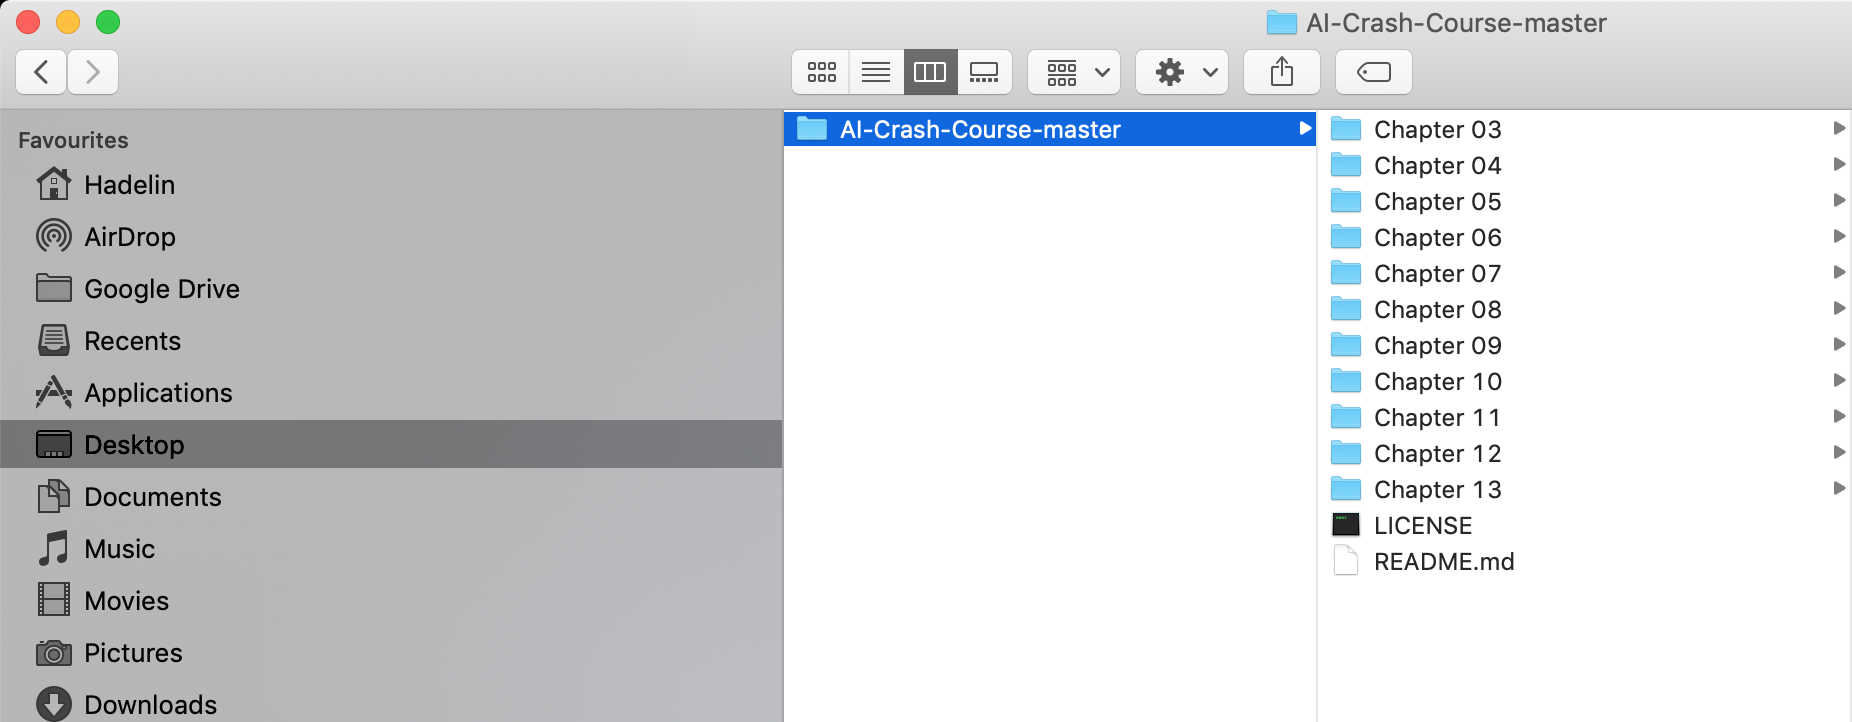 AI-Crash-Course-master
Favourites
Hadelin
AirDrop
Google Drive
Recents
Applications
Desktop
Documents
Music
Movies
Pictures
Downloads
AI-Crash-Course-master
Chapter 03
Chapter 04
Chapter 05
Chapter 06
Chapter 07
Chapter 08
Chapter 09
Chapter 10
Chapter 11
Chapter 12
Chapter 13
LICENSE
README.md